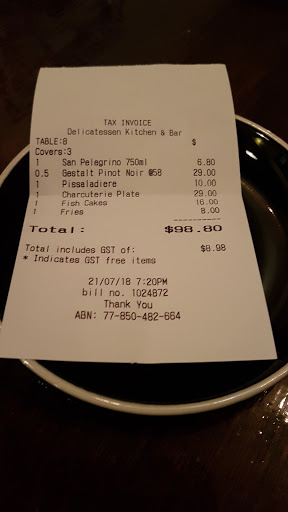 TAX INVOICE
Delicatessen Kitchen & Bar
TABLE:8 $
Covers:3
1 San Pelegrino 750ml 6.80
0.5 Gestalt Pinot Noir @58 29.00
1 Pissaladiere 10.00
1 Charcuterie Plate 29.00
1 Fish Cakes 16.00
1 Fries 8.00
----------
Total: $98.80
Total includes GST of: $8.98
* Indicates GST free items
21/07/18 7:20PM
bill no. 1024872
Thank You
ABN: 77-850-482-664